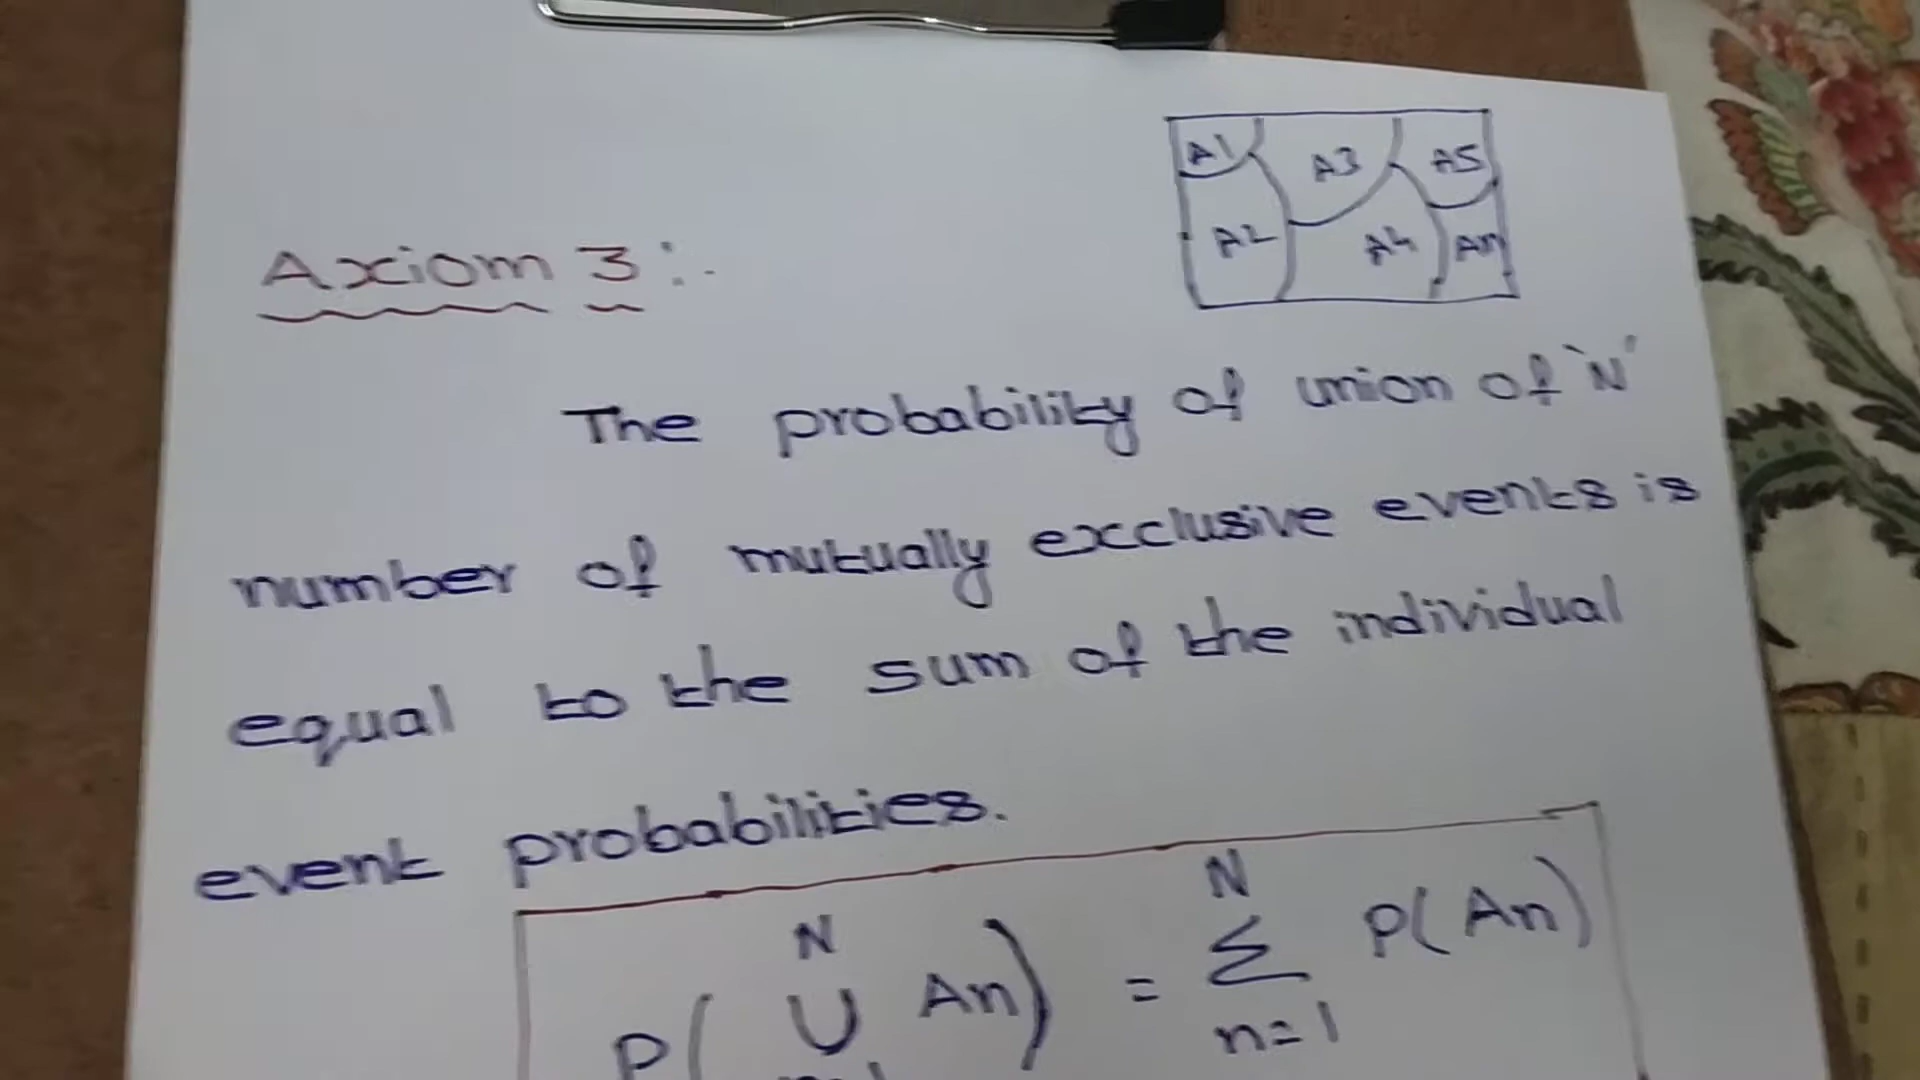 A1 A3 A5
A2 A4 An
Axiom 3:-
The probability of union of `N'
number of mutually exclusive events is
equal to the sum of the individual
event probabilities.
P( N ∪ An) = N Σ n=1 P(An)